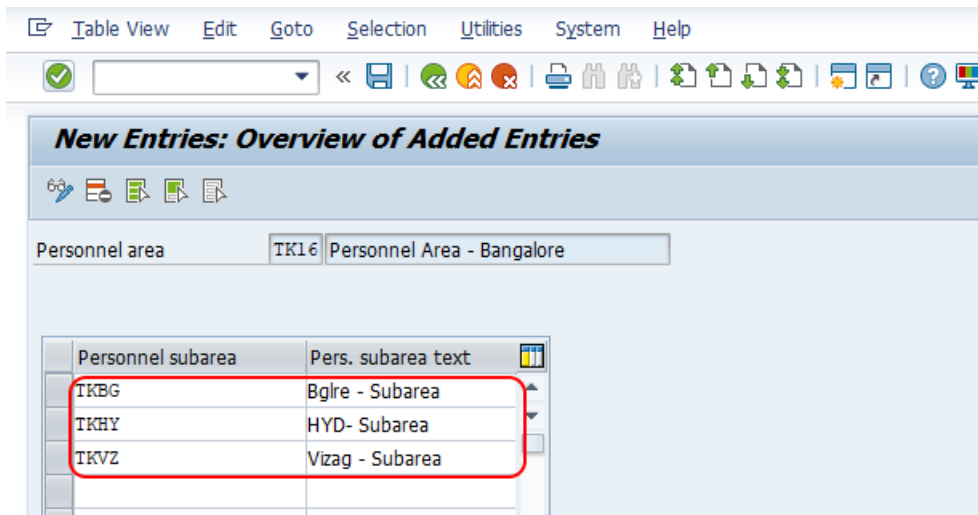 Table View Edit Goto Selection Utilities System Help
New Entries: Overview of Added Entries
Personnel area TK16 Personnel Area - Bangalore
Personnel subarea Pers. subarea text
TKBG Bglre - Subarea
TKHY HYD- Subarea
TKVZ Vizag - Subarea